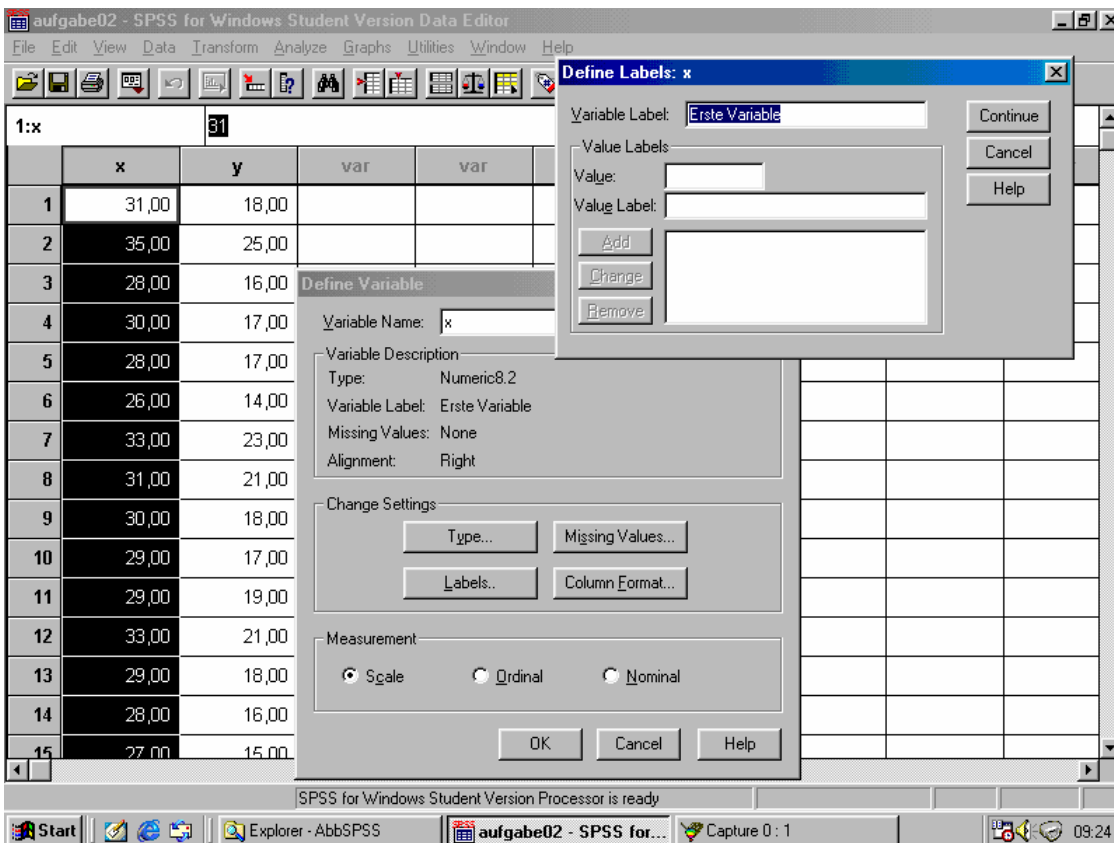 aufgabe02 - SPSS for Windows Student Version Data Editor
File Edit View Data Transform Analyze Graphs Utilities Window Help
1:x 31
x y var var
1 31,00 18,00
2 35,00 25,00
3 28,00 16,00
4 30,00 17,00
5 28,00 17,00
6 26,00 14,00
7 33,00 23,00
8 31,00 21,00
9 30,00 18,00
10 29,00 17,00
11 29,00 19,00
12 33,00 21,00
13 29,00 18,00
14 28,00 16,00
15 27,00 15,00
Define Labels: x
Variable Label: Erste Variable
Continue
Cancel
Help
Value Labels
Value:
Value Label:
Add
Change
Remove
Define Variable
Variable Name: x
Variable Description
Type: Numeric8.2
Variable Label: Erste Variable
Missing Values: None
Alignment: Right
Change Settings
Type... Missing Values...
Labels.. Column Format...
Measurement
Scale Ordinal Nominal
OK Cancel Help
SPSS for Windows Student Version Processor is ready
Start Explorer - AbbSPSS aufgabe02 - SPSS for... Capture 0 : 1 09:24